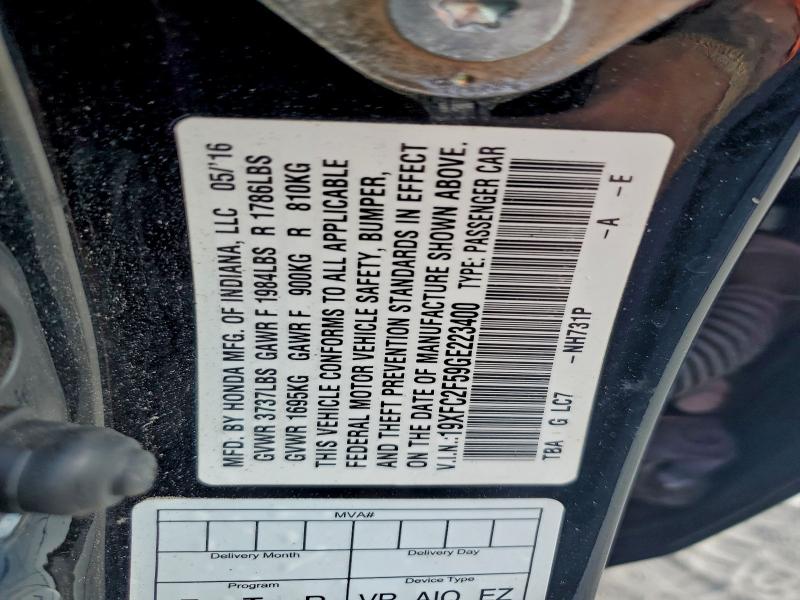 MFD. BY HONDA MFG. OF INDIANA, LLC 05/'16
GVWR 3737LBS GAWR F 1984LBS R 1786LBS
GVWR 1695KG GAWR F 900KG R 810KG
THIS VEHICLE CONFORMS TO ALL APPLICABLE
FEDERAL MOTOR VEHICLE SAFETY, BUMPER,
AND THEFT PREVENTION STANDARDS IN EFFECT
ON THE DATE OF MANUFACTURE SHOWN ABOVE.
V.I.N.:19XFC2F59GE223400 TYPE: PASSENGER CAR
TBA G LC7 -NH731P -A -E
MVA#
Delivery Month Delivery Day
Program Device Type
VP AIO EZ